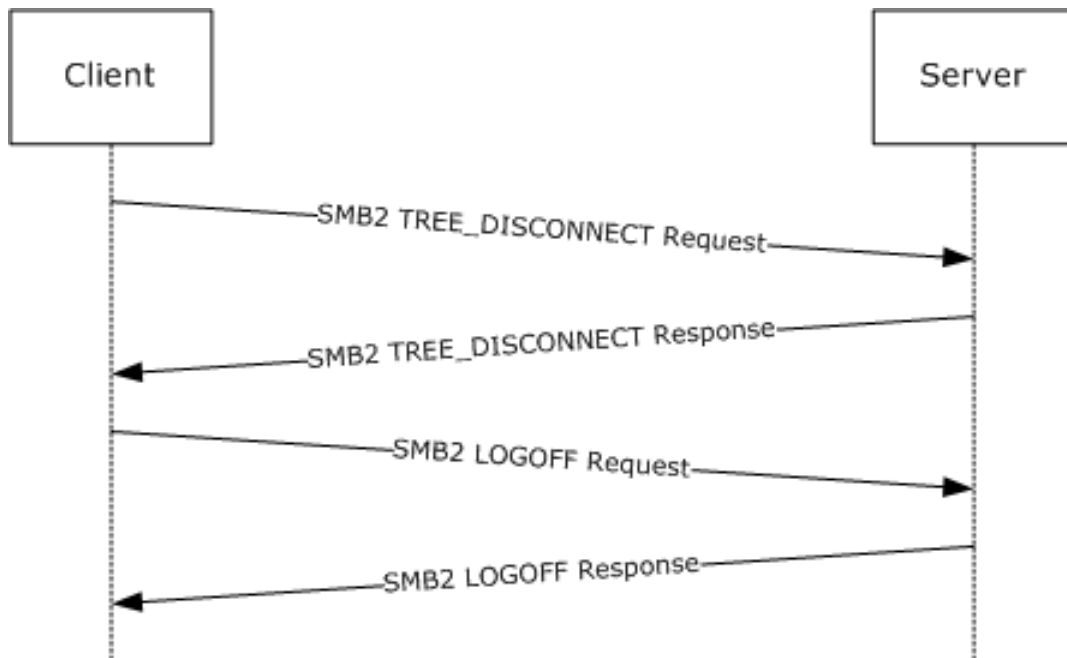 Client
Server
SMB2 TREE_DISCONNECT Request
SMB2 TREE_DISCONNECT Response
SMB2 LOGOFF Request
SMB2 LOGOFF Response